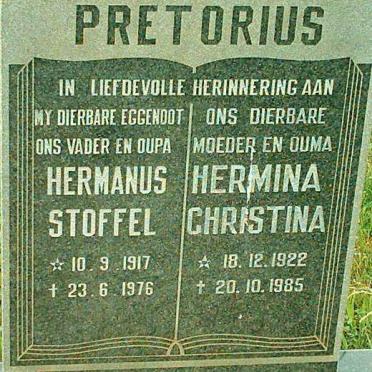 PRETORIUS
IN LIEFDEVOLLE HERINNERING AAN
MY DIERBARE EGGENOOT
ONS VADER EN OUPA
HERMANUS
STOFFEL
☆ 10.9.1917
† 23.6.1976
ONS DIERBARE
MOEDER EN OUMA
HERMINA
CHRISTINA
☆ 18.12.1922
† 20.10.1985